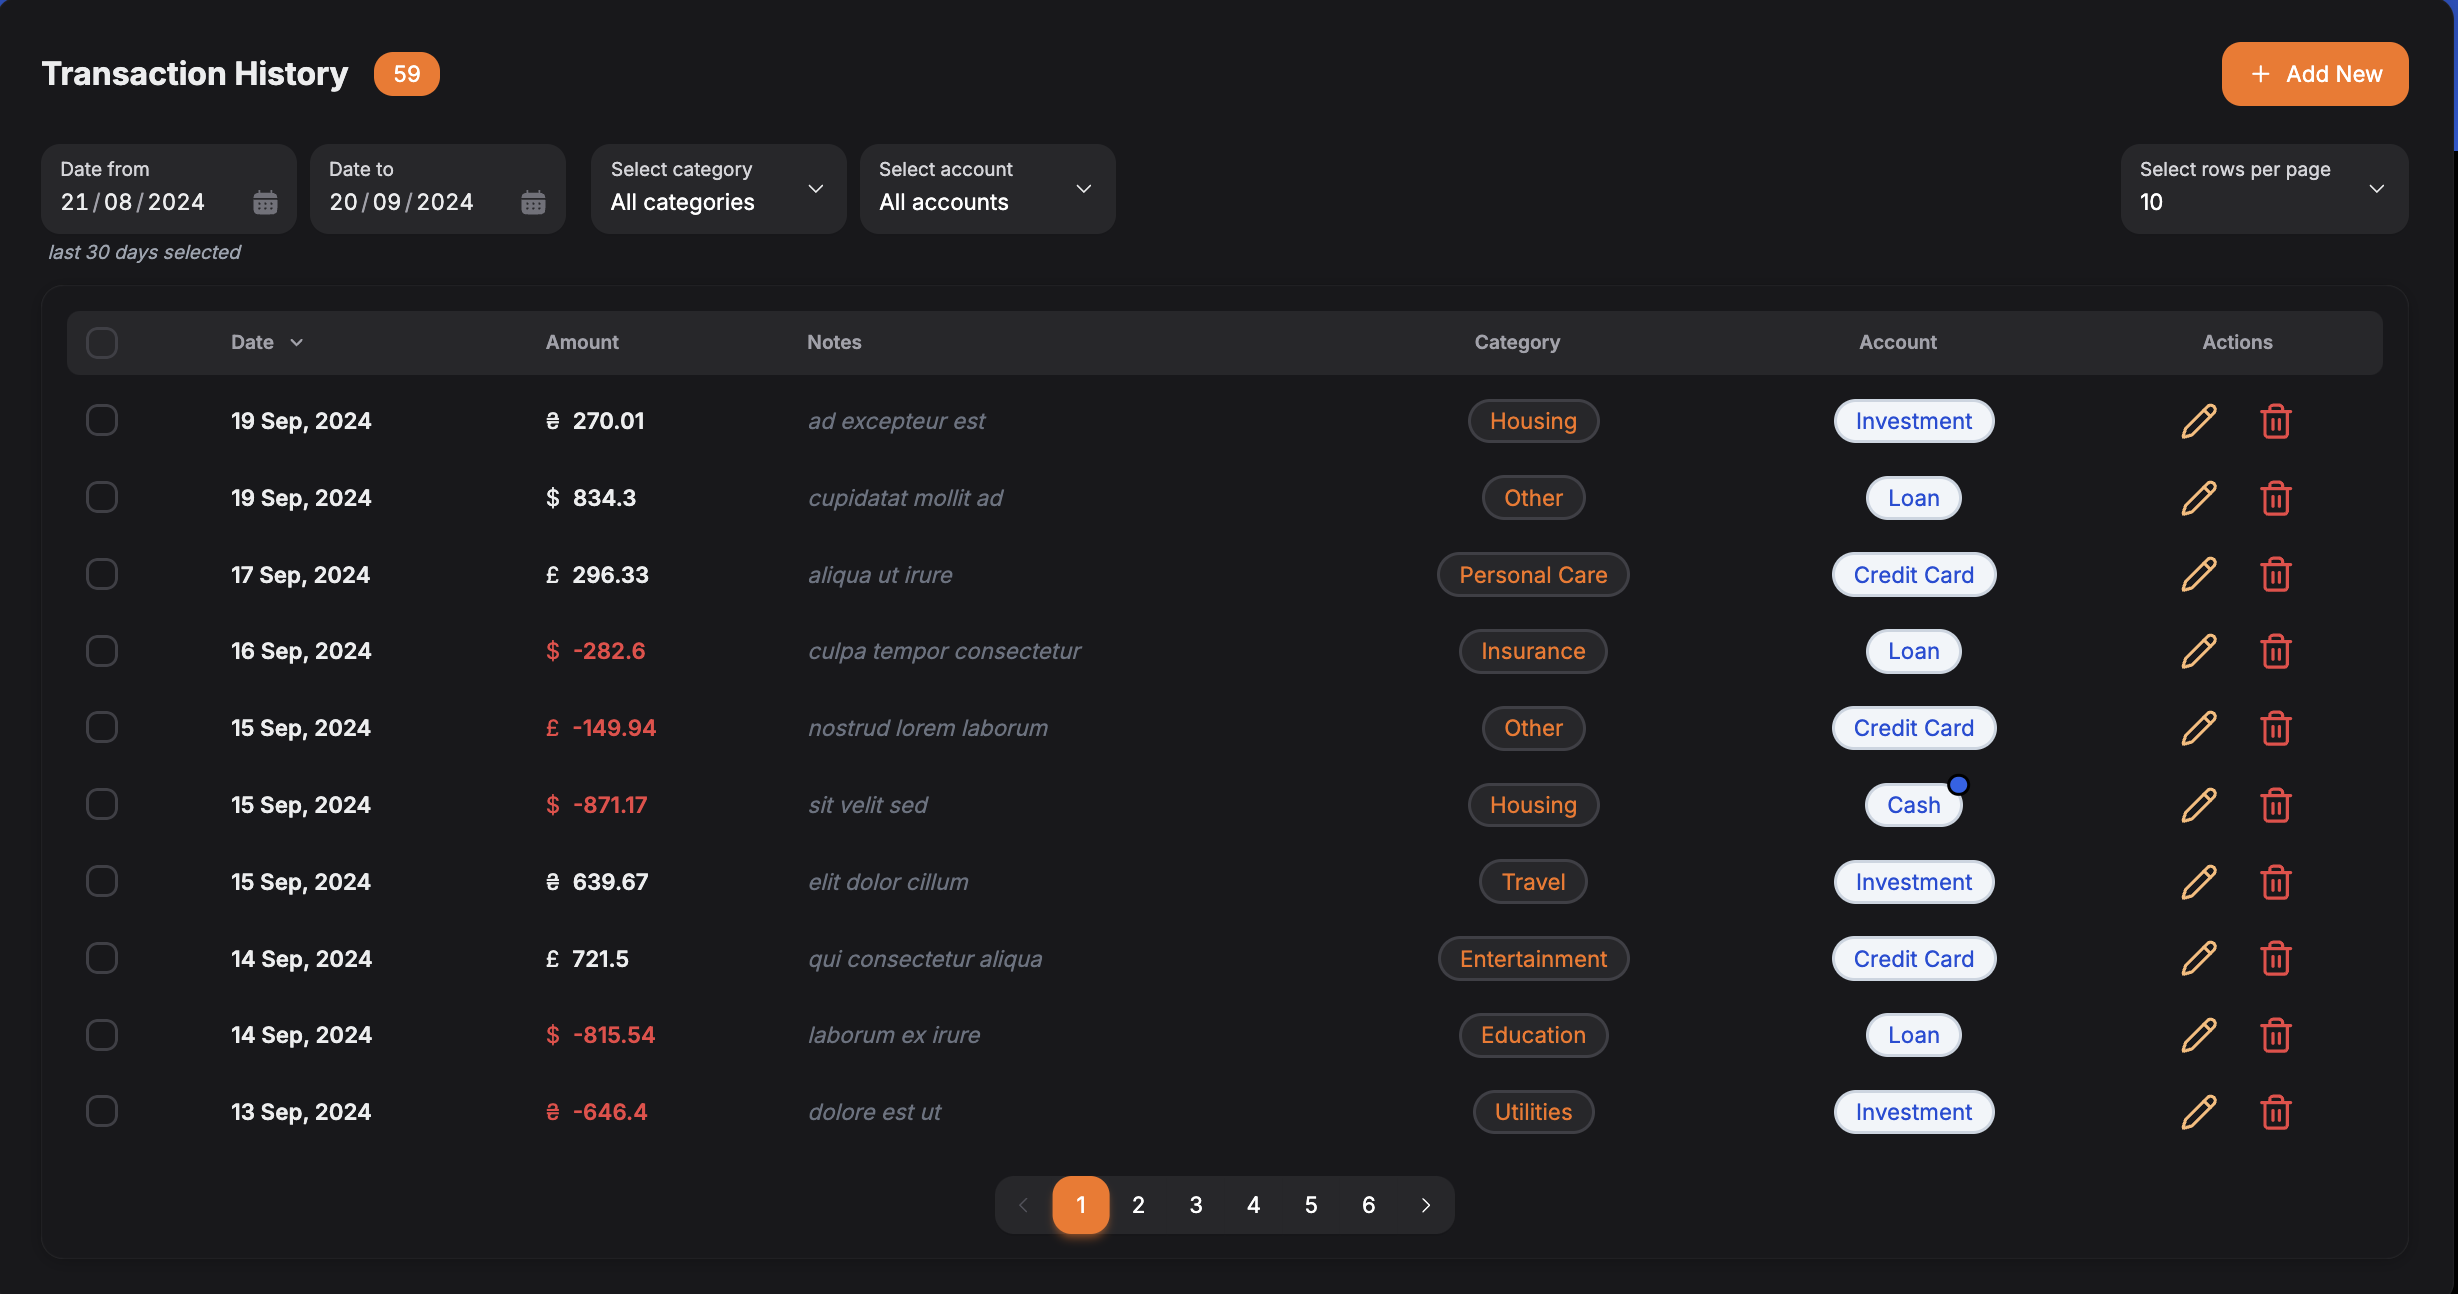 Transaction History 59
+ Add New
Date from
21/08/2024
Date to
20/09/2024
Select category
All categories
Select account
All accounts
Select rows per page
10
last 30 days selected
Date Amount Notes Category Account Actions
19 Sep, 2024 ₴ 270.01 ad excepteur est Housing Investment
19 Sep, 2024 $ 834.3 cupidatat mollit ad Other Loan
17 Sep, 2024 £ 296.33 aliqua ut irure Personal Care Credit Card
16 Sep, 2024 $ -282.6 culpa tempor consectetur Insurance Loan
15 Sep, 2024 £ -149.94 nostrud lorem laborum Other Credit Card
15 Sep, 2024 $ -871.17 sit velit sed Housing Cash
15 Sep, 2024 ₴ 639.67 elit dolor cillum Travel Investment
14 Sep, 2024 £ 721.5 qui consectetur aliqua Entertainment Credit Card
14 Sep, 2024 $ -815.54 laborum ex irure Education Loan
13 Sep, 2024 ₴ -646.4 dolore est ut Utilities Investment
1 2 3 4 5 6